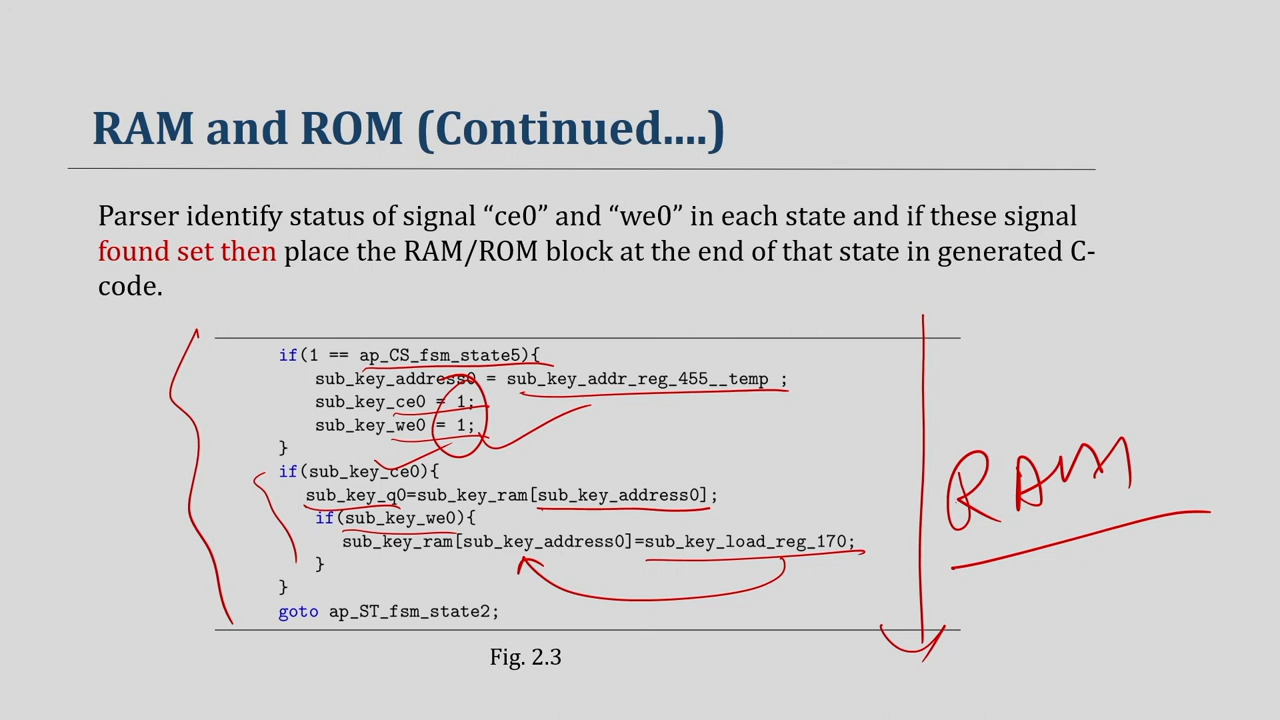 RAM and ROM (Continued....)
Parser identify status of signal “ce0” and “we0” in each state and if these signal
found set then place the RAM/ROM block at the end of that state in generated C-
code.
if(1 == ap_CS_fsm_state5){
sub_key_address0 = sub_key_addr_reg_455__temp ;
sub_key_ce0 = 1;
sub_key_we0 = 1;
}
if(sub_key_ce0){
sub_key_q0=sub_key_ram[sub_key_address0];
if(sub_key_we0){
sub_key_ram[sub_key_address0]=sub_key_load_reg_170;
}
}
goto ap_ST_fsm_state2;
RAM
Fig. 2.3